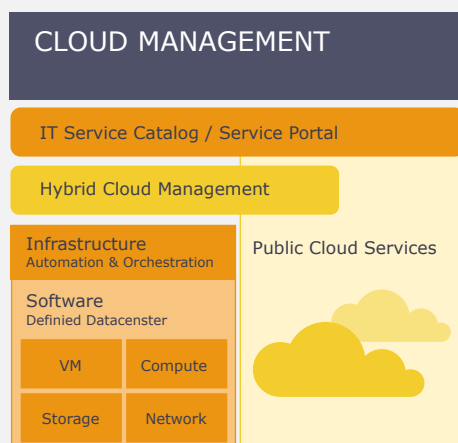 CLOUD MANAGEMENT
IT Service Catalog / Service Portal
Hybrid Cloud Management
Infrastructure
Automation & Orchestration
Public Cloud Services
Software
Definied Datacenster
VM
Compute
Storage
Network